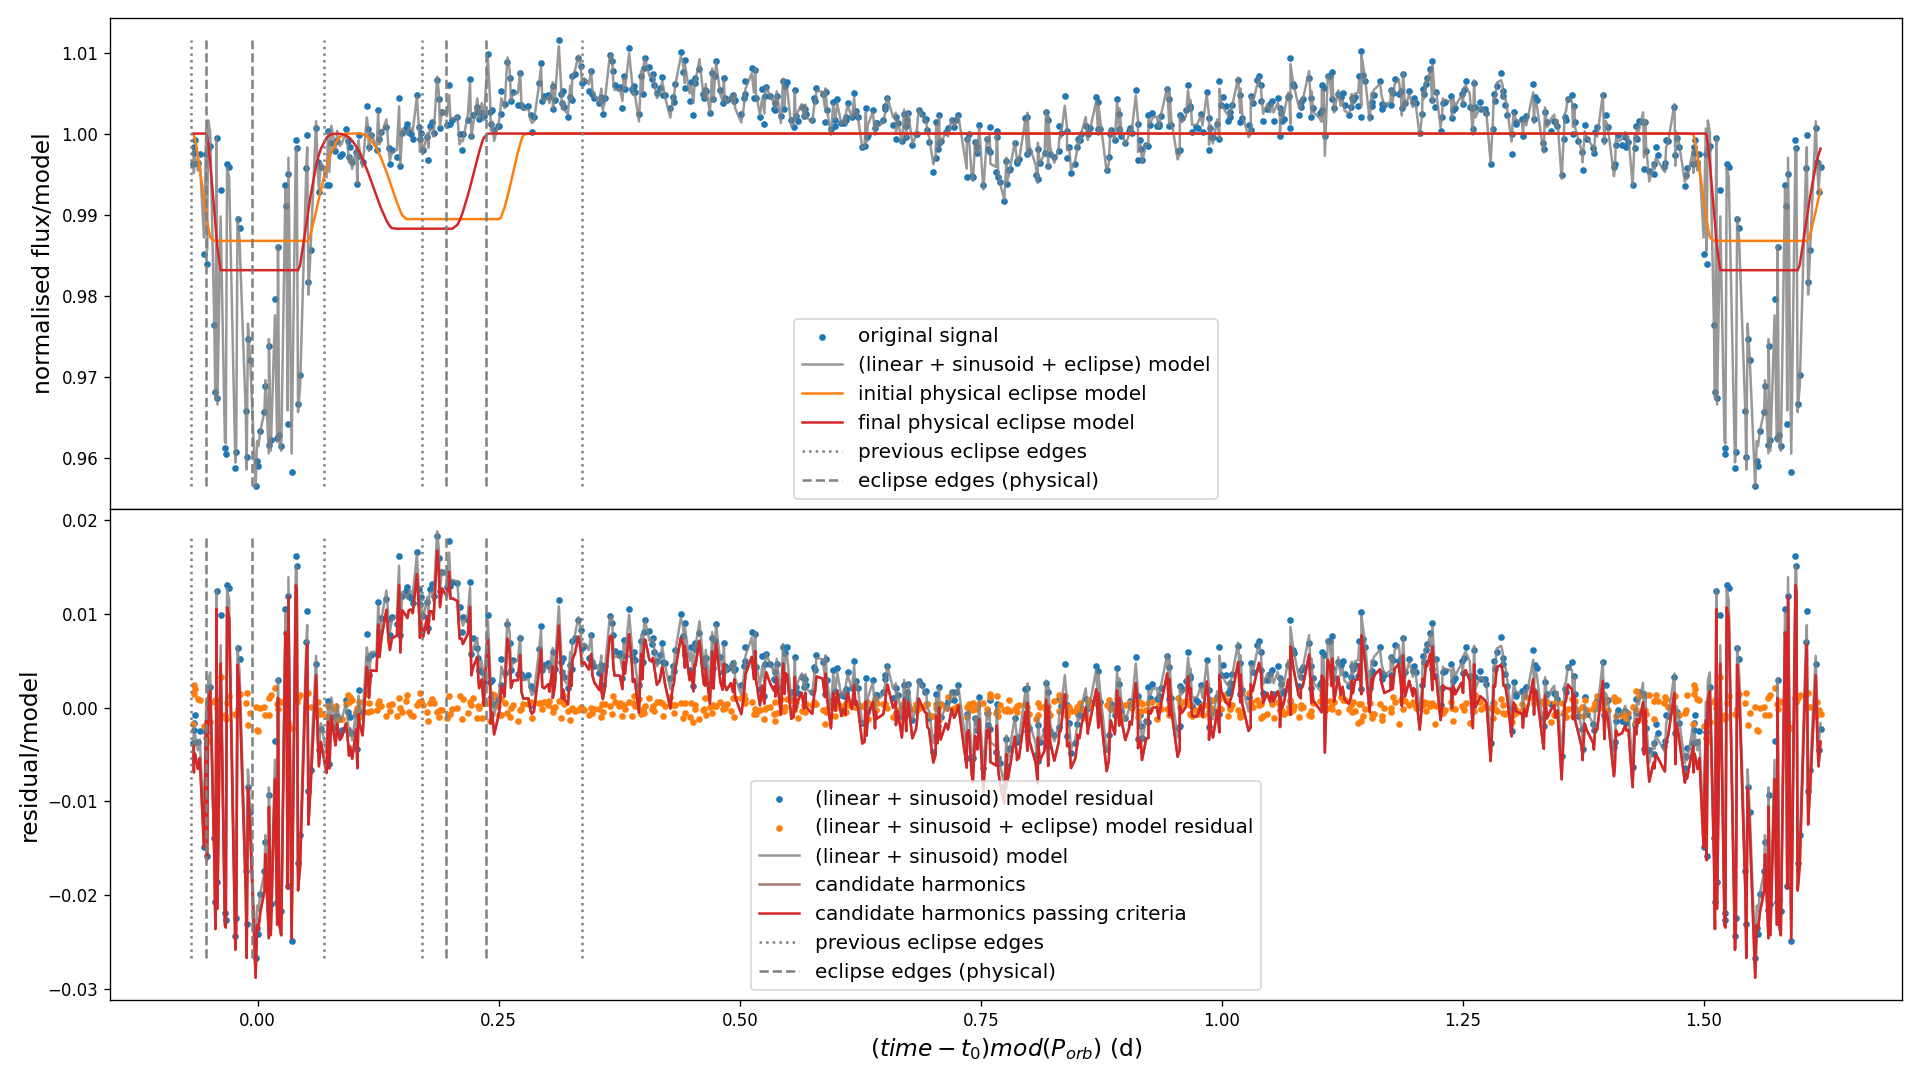 1.01
1.00
0.99
0.98
0.97
0.96
normalised flux/model
original signal
(linear + sinusoid + eclipse) model
initial physical eclipse model
final physical eclipse model
previous eclipse edges
eclipse edges (physical)
0.02
0.01
0.00
−0.01
−0.02
−0.03
residual/model
(linear + sinusoid) model residual
(linear + sinusoid + eclipse) model residual
(linear + sinusoid) model
candidate harmonics
candidate harmonics passing criteria
previous eclipse edges
eclipse edges (physical)
0.00 0.25 0.50 0.75 1.00 1.25 1.50
(time − t₀)mod(P_orb) (d)